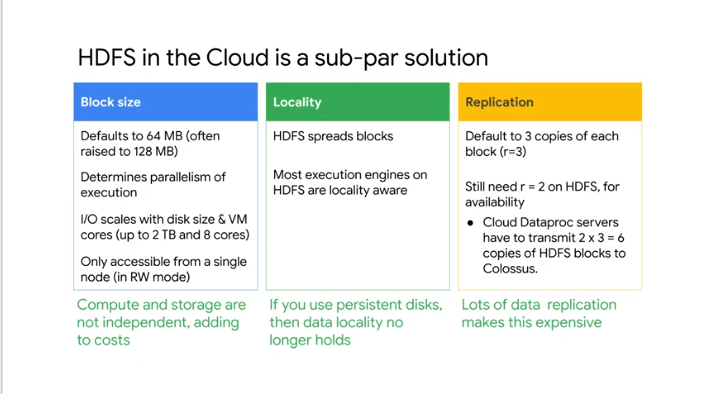 HDFS in the Cloud is a sub-par solution
Block size
Defaults to 64 MB (often
raised to 128 MB)
Determines parallelism of
execution
I/O scales with disk size & VM
cores (up to 2 TB and 8 cores)
Only accessible from a single
node (in RW mode)
Compute and storage are
not independent, adding
to costs
Locality
HDFS spreads blocks
Most execution engines on
HDFS are locality aware
If you use persistent disks,
then data locality no
longer holds
Replication
Default to 3 copies of each
block (r=3)
Still need r = 2 on HDFS, for
availability
● Cloud Dataproc servers
have to transmit 2 x 3 = 6
copies of HDFS blocks to
Colossus.
Lots of data replication
makes this expensive